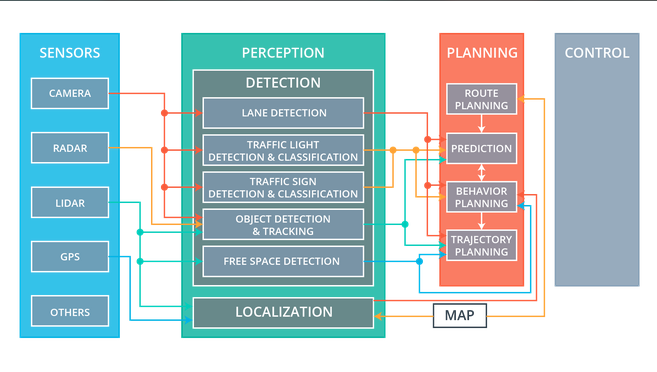 SENSORS
CAMERA
RADAR
LIDAR
GPS
OTHERS
PERCEPTION
DETECTION
LANE DETECTION
TRAFFIC LIGHT
DETECTION & CLASSIFICATION
TRAFFIC SIGN
DETECTION & CLASSIFICATION
OBJECT DETECTION
& TRACKING
FREE SPACE DETECTION
LOCALIZATION
PLANNING
ROUTE
PLANNING
PREDICTION
BEHAVIOR
PLANNING
TRAJECTORY
PLANNING
MAP
CONTROL